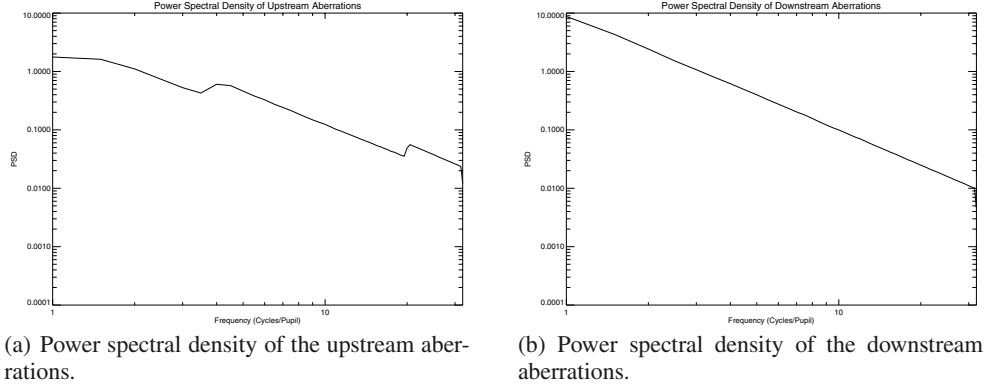 Power Spectral Density of Upstream Aberrations
10.0000
1.0000
0.1000
0.0100
0.0010
0.0001
PSD
1
10
Frequency (Cycles/Pupil)
(a) Power spectral density of the upstream aber-
rations.
Power Spectral Density of Downstream Aberrations
10.0000
1.0000
0.1000
0.0100
0.0010
0.0001
PSD
1
10
Frequency (Cycles/Pupil)
(b) Power spectral density of the downstream
aberrations.